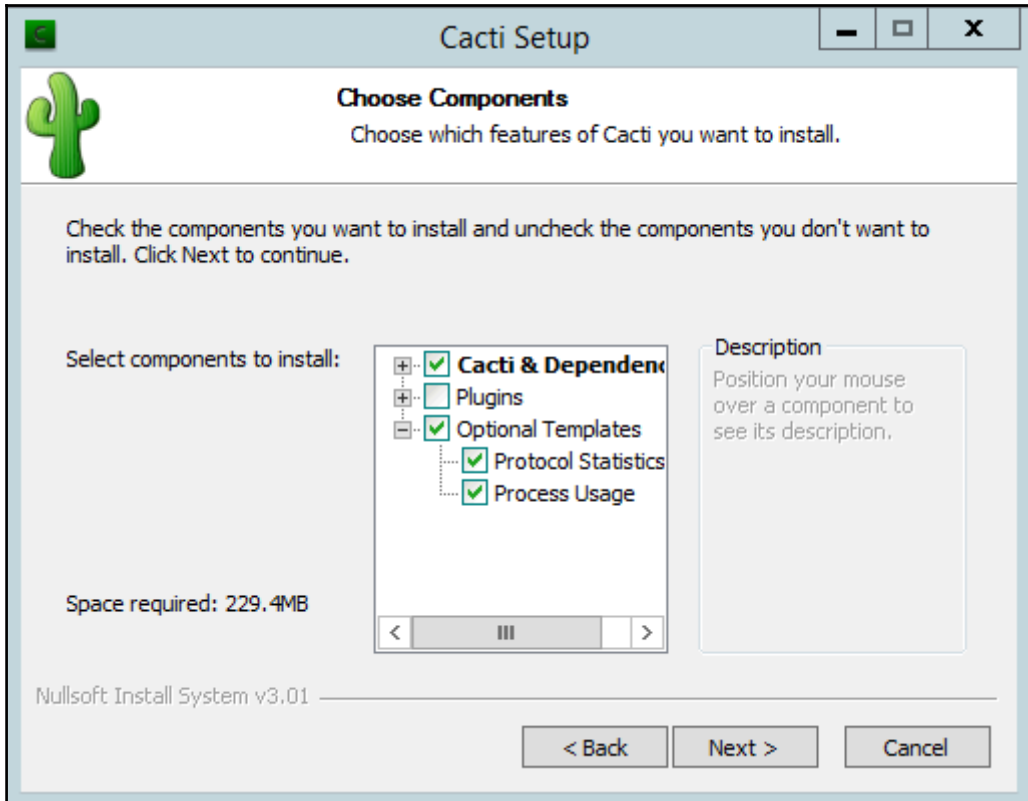 Cacti Setup
Choose Components
Choose which features of Cacti you want to install.
Check the components you want to install and uncheck the components you don't want to
install. Click Next to continue.
Select components to install:
Cacti & Dependenc
Plugins
Optional Templates
Protocol Statistics
Process Usage
Description
Position your mouse
over a component to
see its description.
Space required: 229.4MB
Nullsoft Install System v3.01
< Back
Next >
Cancel